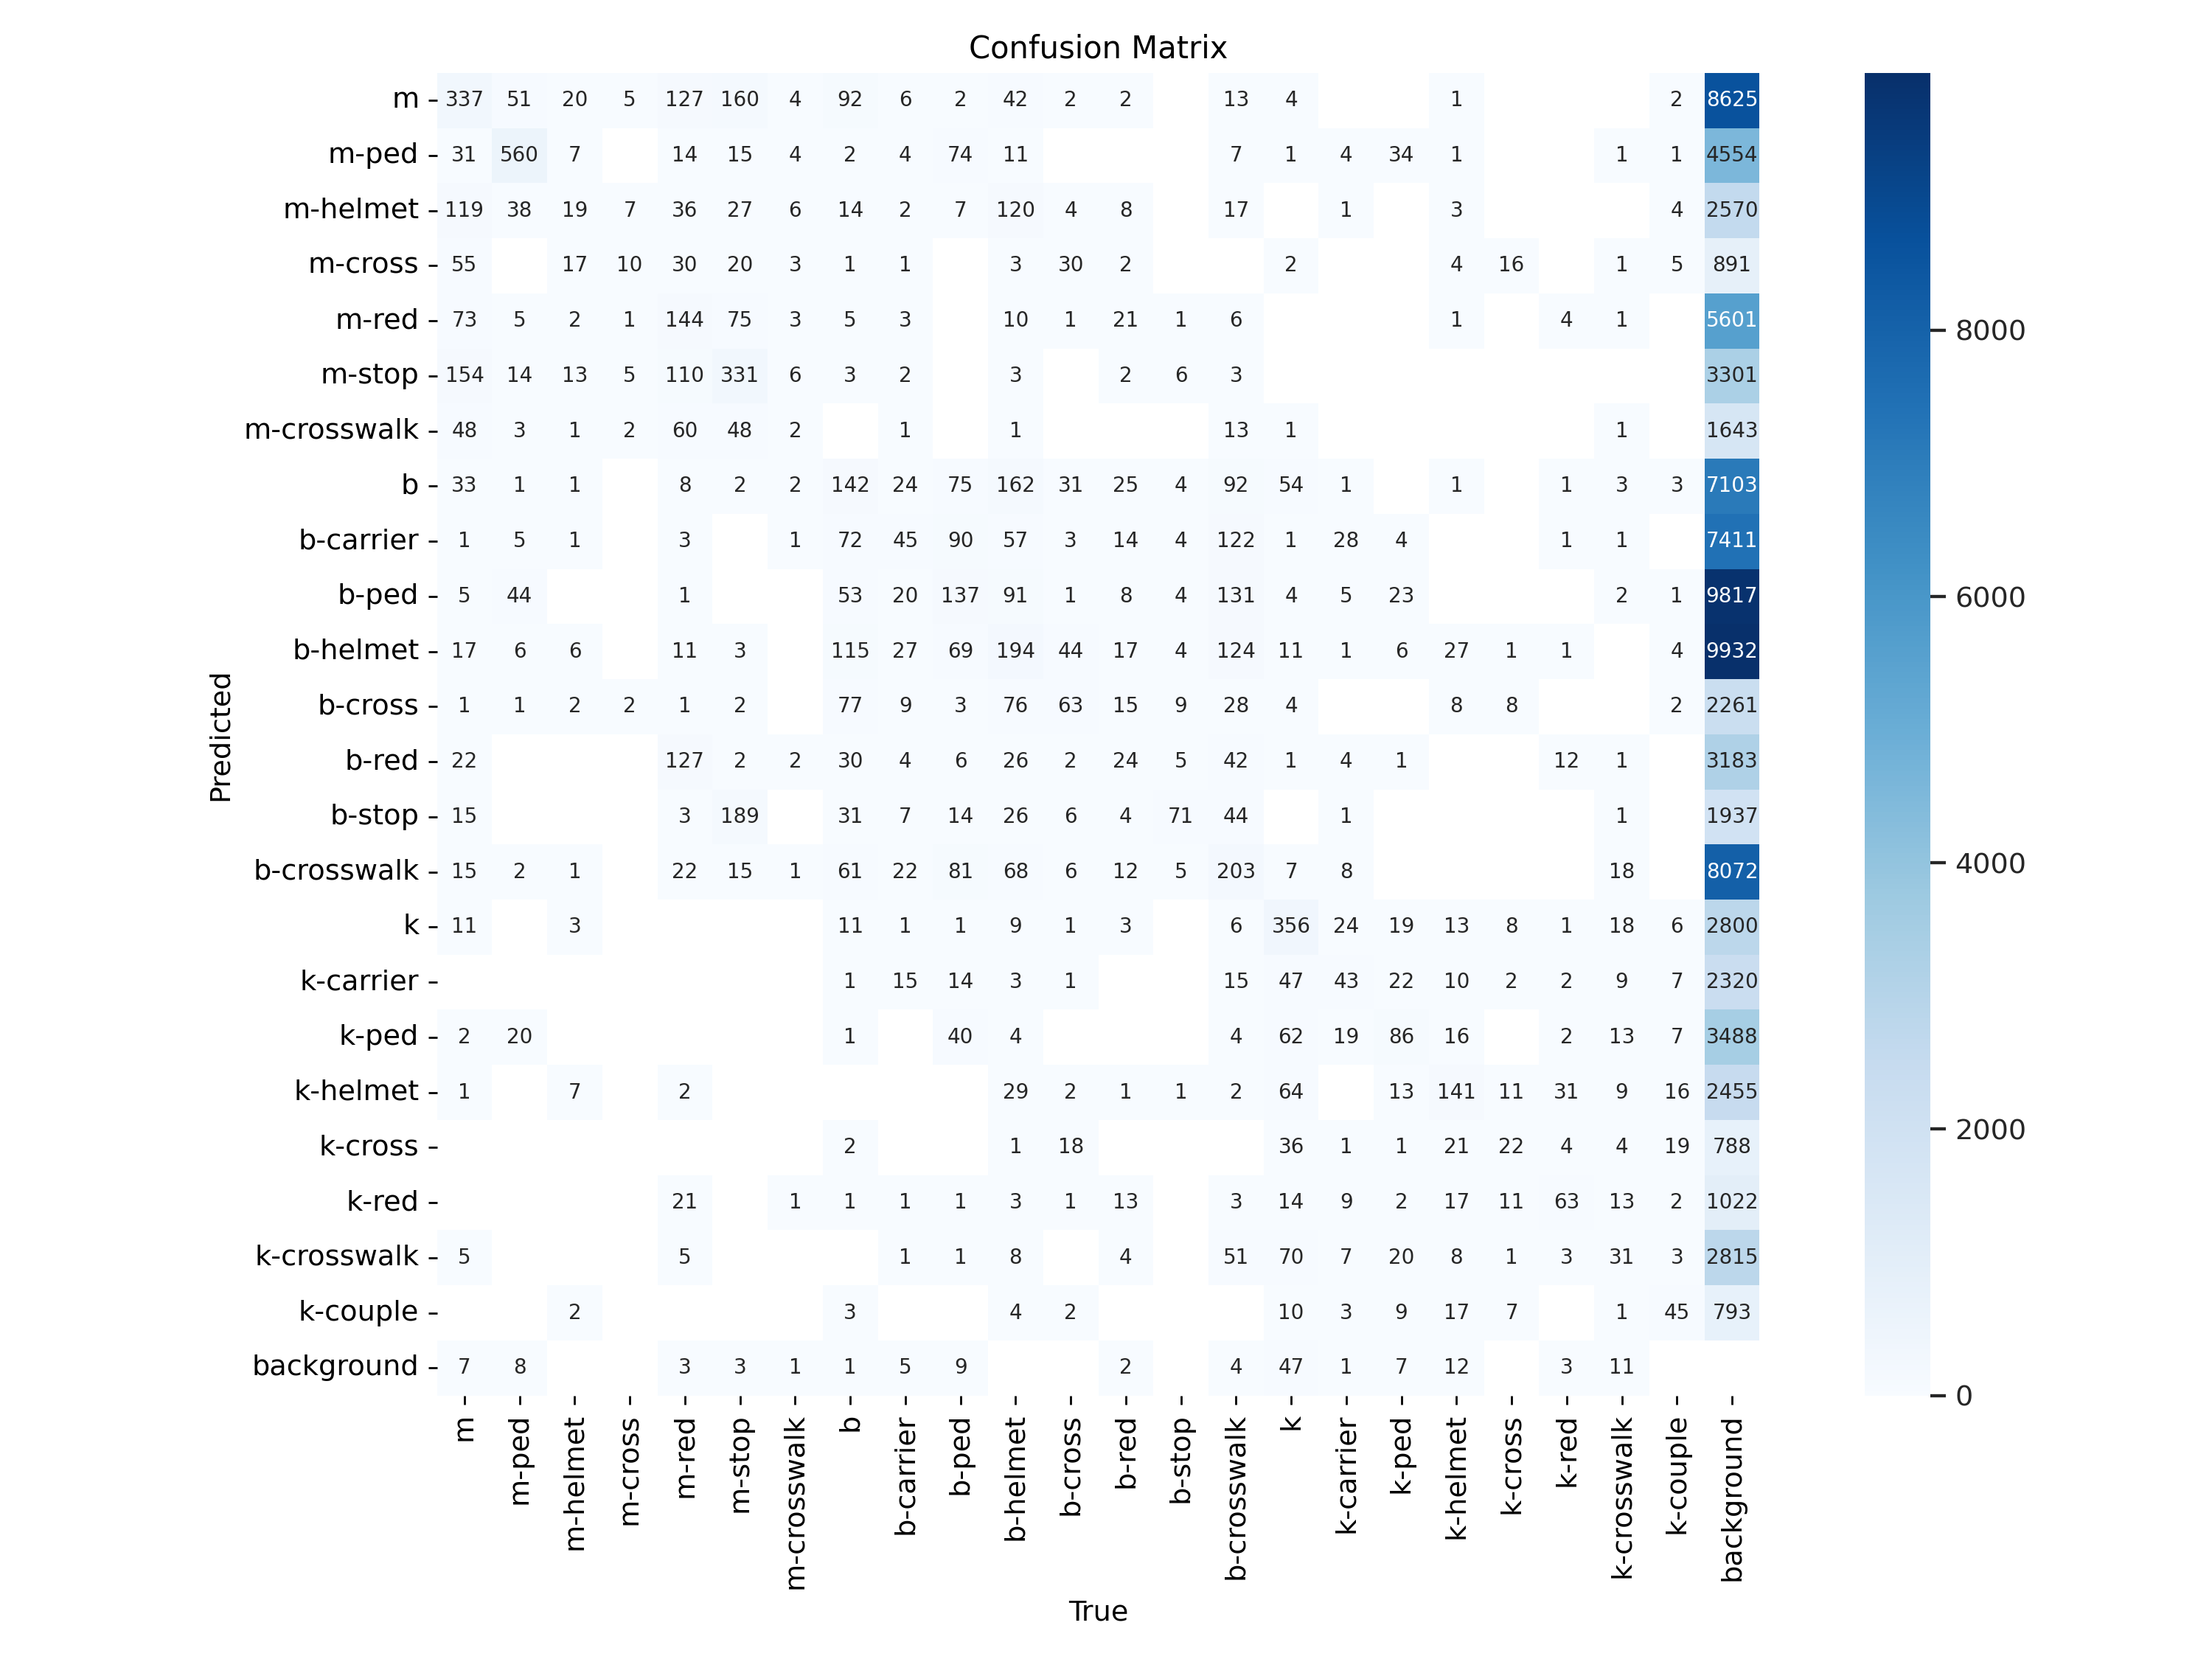 Confusion Matrix
m 337 51 20 5 127 160 4 92 6 2 42 2 2 13 4 1 2 8625
m-ped 31 560 7 14 15 4 2 4 74 11 7 1 4 34 1 1 1 4554
m-helmet 119 38 19 7 36 27 6 14 2 7 120 4 8 17 1 3 4 2570
m-cross 55 17 10 30 20 3 1 1 3 30 2 2 4 16 1 5 891
m-red 73 5 2 1 144 75 3 5 3 10 1 21 1 6 1 4 1 5601
8000
m-stop 154 14 13 5 110 331 6 3 2 3 2 6 3 3301
m-crosswalk 48 3 1 2 60 48 2 1 1 13 1 1 1643
b 33 1 1 8 2 2 142 24 75 162 31 25 4 92 54 1 1 1 3 3 7103
b-carrier 1 5 1 3 1 72 45 90 57 3 14 4 122 1 28 4 1 1 7411
b-ped 5 44 1 53 20 137 91 1 8 4 131 4 5 23 2 1 9817
6000
b-helmet 17 6 6 11 3 115 27 69 194 44 17 4 124 11 1 6 27 1 1 4 9932
b-cross 1 1 2 2 1 2 77 9 3 76 63 15 9 28 4 8 8 2 2261
Predicted
b-red 22 127 2 2 30 4 6 26 2 24 5 42 1 4 1 12 1 3183
b-stop 15 3 189 31 7 14 26 6 4 71 44 1 1 1937
b-crosswalk 15 2 1 22 15 1 61 22 81 68 6 12 5 203 7 8 18 8072
4000
k 11 3 11 1 1 9 1 3 6 356 24 19 13 8 1 18 6 2800
k-carrier 1 15 14 3 1 15 47 43 22 10 2 2 9 7 2320
k-ped 2 20 1 40 4 4 62 19 86 16 2 13 7 3488
k-helmet 1 7 2 29 2 1 1 2 64 13 141 11 31 9 16 2455
2000
k-cross 2 1 18 36 1 1 21 22 4 4 19 788
k-red 21 1 1 1 1 3 1 13 3 14 9 2 17 11 63 13 2 1022
k-crosswalk 5 5 1 1 8 4 51 70 7 20 8 1 3 31 3 2815
k-couple 2 3 4 2 10 3 9 17 7 1 45 793
background 7 8 3 3 1 1 5 9 2 4 47 1 7 12 3 11
0
m m-ped m-helmet m-cross m-red m-stop m-crosswalk b b-carrier b-ped b-helmet b-cross b-red b-stop b-crosswalk k k-carrier k-ped k-helmet k-cross k-red k-crosswalk k-couple background
True